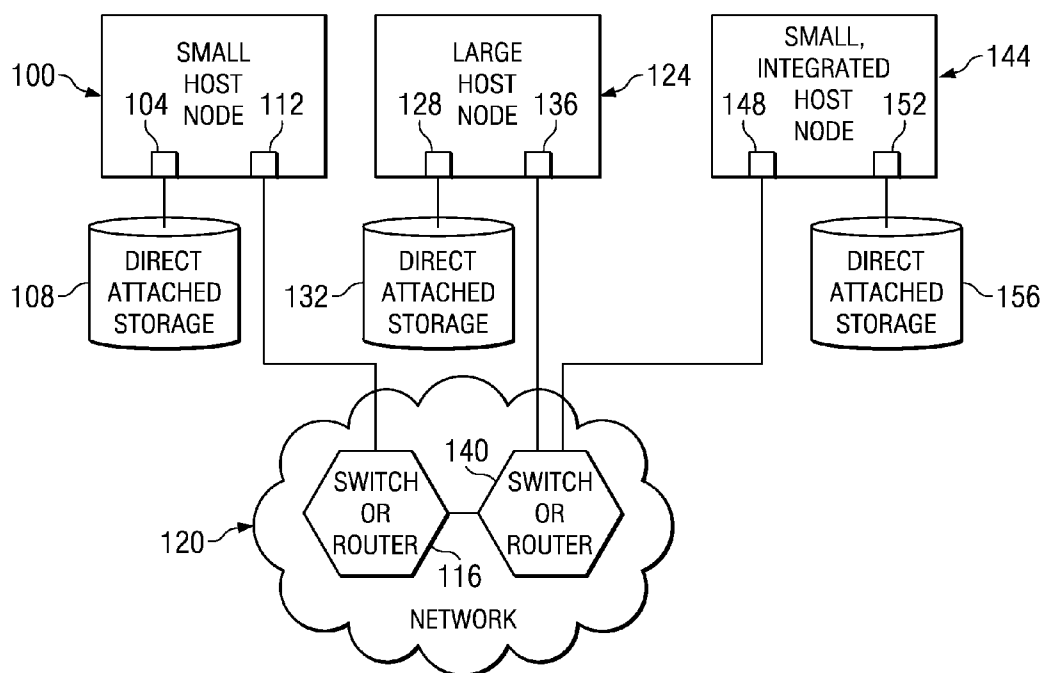 100
SMALL
HOST
NODE
104
112
LARGE
HOST
NODE
124
128
136
SMALL,
INTEGRATED
HOST
NODE
144
148
152
108
DIRECT
ATTACHED
STORAGE
132
DIRECT
ATTACHED
STORAGE
DIRECT
ATTACHED
STORAGE
156
120
SWITCH
OR
ROUTER
116
140
SWITCH
OR
ROUTER
NETWORK